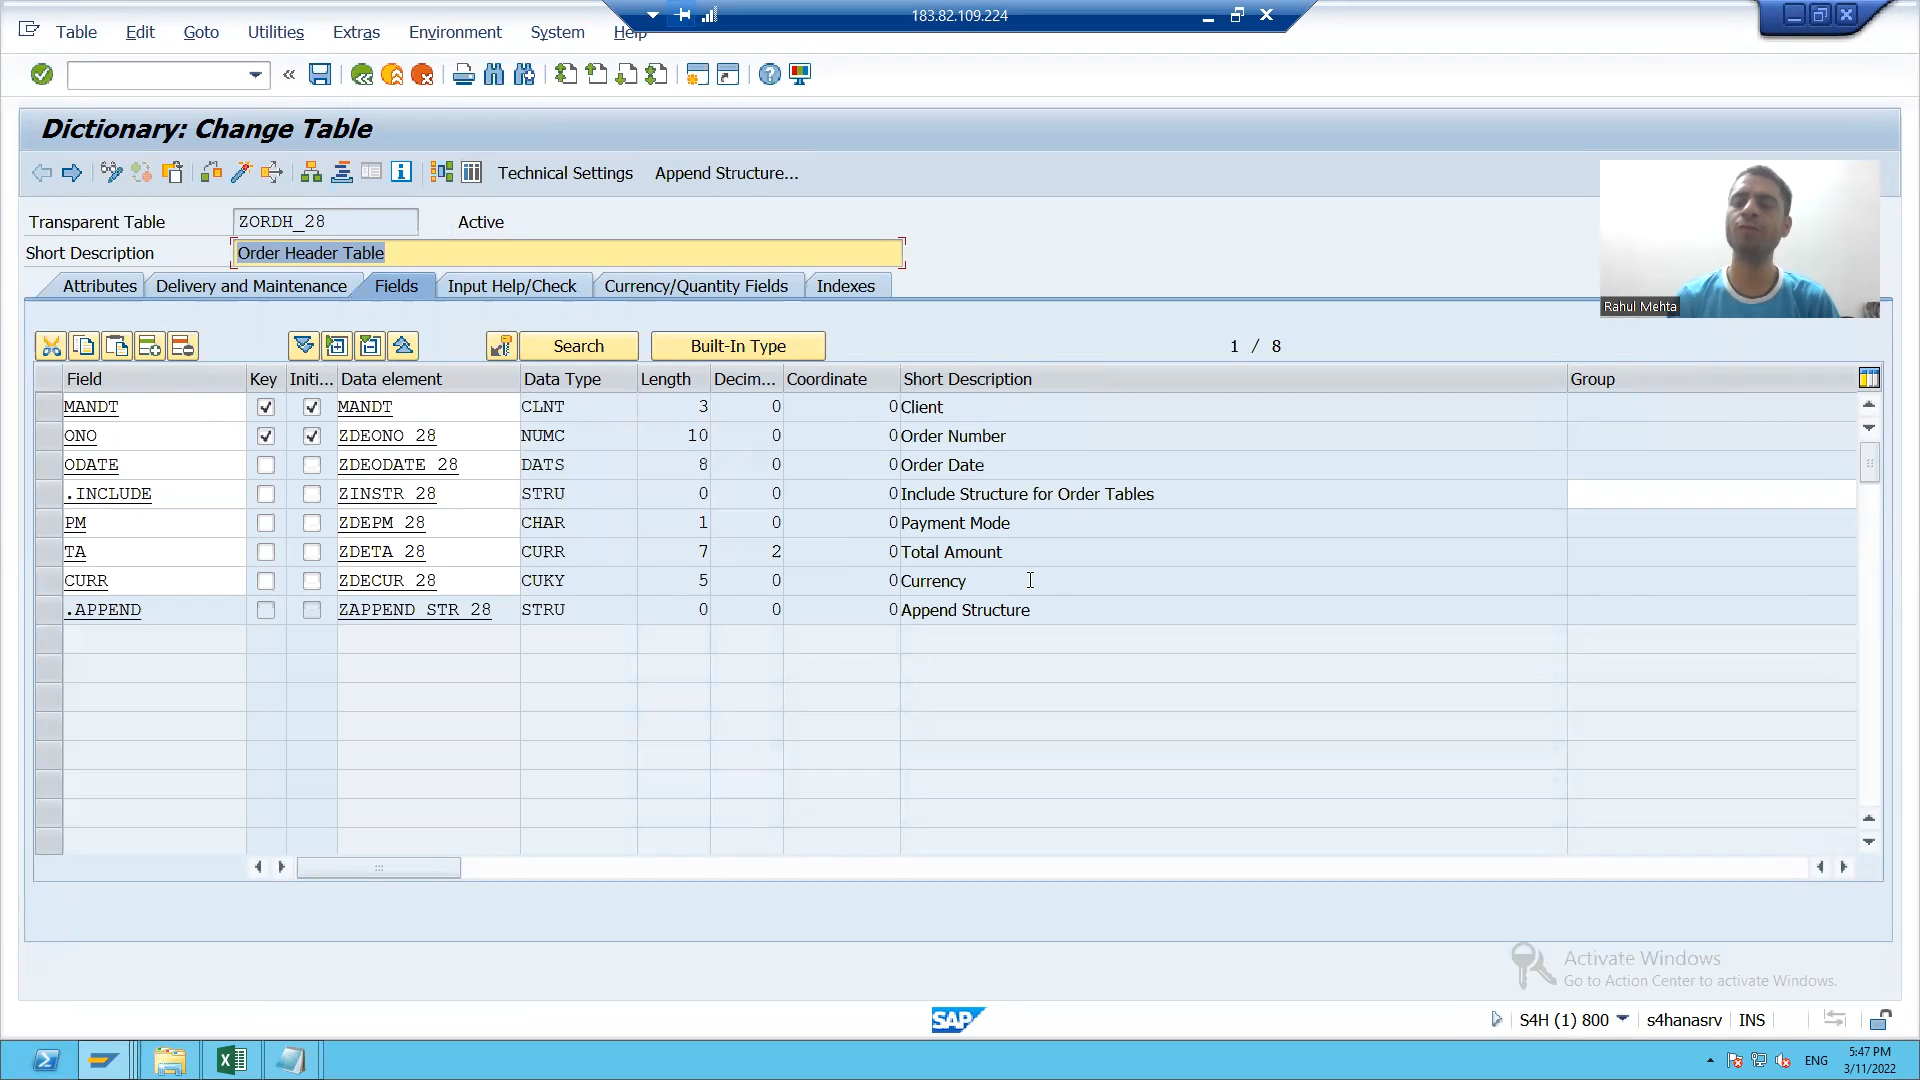 183.82.109.224
Table Edit Goto Utilities Extras Environment System Help
Dictionary: Change Table
Technical Settings Append Structure...
Transparent Table ZORDH_28 Active
Short Description Order Header Table
Attributes Delivery and Maintenance Fields Input Help/Check Currency/Quantity Fields Indexes
Rahul Mehta
Search Built-In Type 1 / 8
Field Key Initi... Data element Data Type Length Decim... Coordinate Short Description Group
MANDT MANDT CLNT 3 0 0 Client
ONO ZDEONO_28 NUMC 10 0 0 Order Number
ODATE ZDEODATE_28 DATS 8 0 0 Order Date
.INCLUDE ZINSTR_28 STRU 0 0 0 Include Structure for Order Tables
PM ZDEPM_28 CHAR 1 0 0 Payment Mode
TA ZDETA_28 CURR 7 2 0 Total Amount
CURR ZDECUR_28 CUKY 5 0 0 Currency
.APPEND ZAPPEND_STR_28 STRU 0 0 0 Append Structure
Activate Windows
Go to Action Center to activate Windows.
SAP S4H (1) 800 s4hanasrv INS
ENG 5:47 PM
3/11/2022